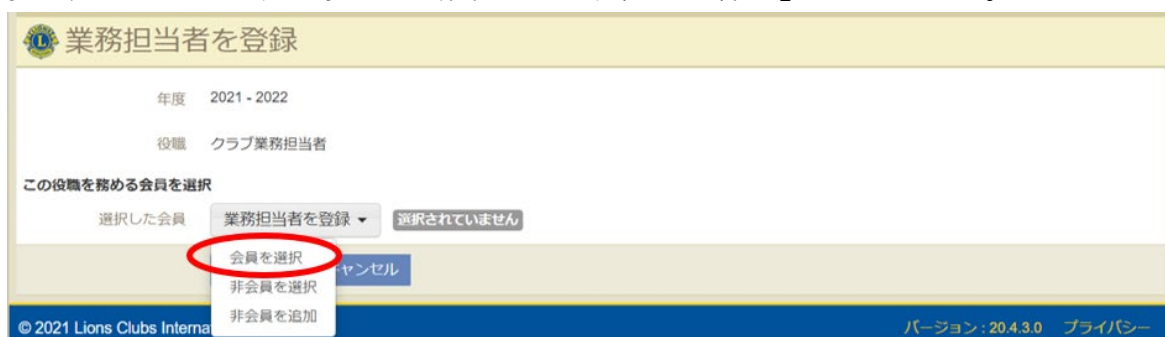 業務担当者を登録
年度 2021 - 2022
役職 クラブ業務担当者
この役職を務める会員を選択
選択した会員 業務担当者を登録 選択されていません
会員を選択
ャンセル
非会員を選択
非会員を追加
© 2021 Lions Clubs Interna バージョン : 20.4.3.0 プライバシー